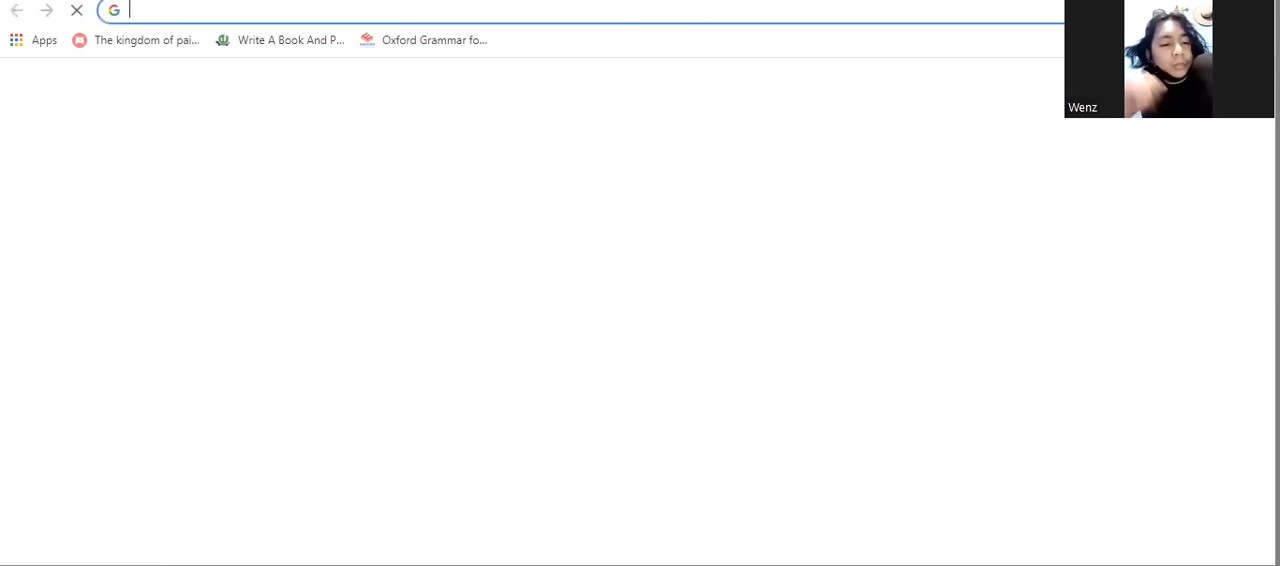 Apps
The kingdom of pai...
Write A Book And P...
Oxford Grammar fo...
Wenz